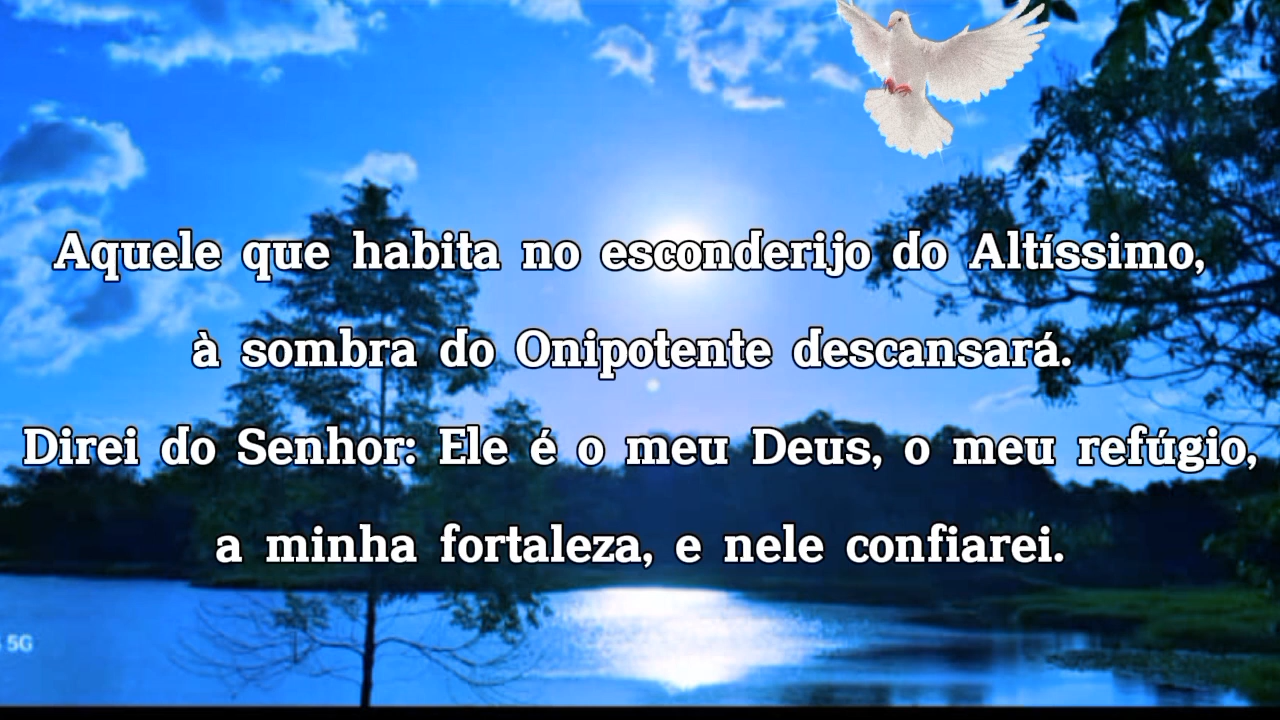 Aquele que habita no esconderijo do Altíssimo,
à sombra do Onipotente descansará.
Direi do Senhor: Ele é o meu Deus, o meu refúgio,
a minha fortaleza, e nele confiarei.
5G